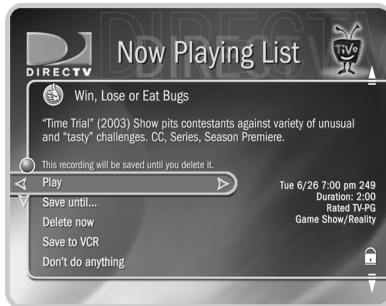 DIRECTV
DIRECTV
Now Playing List
TiVo
Win, Lose or Eat Bugs
"Time Trial" (2003) Show pits contestants against variety of unusual
and "tasty" challenges. CC, Series, Season Premiere.
This recording will be saved until you delete it.
Play
Save until...
Delete now
Save to VCR
Don't do anything
Tue 6/26 7:00 pm 249
Duration: 2:00
Rated TV-PG
Game Show/Reality